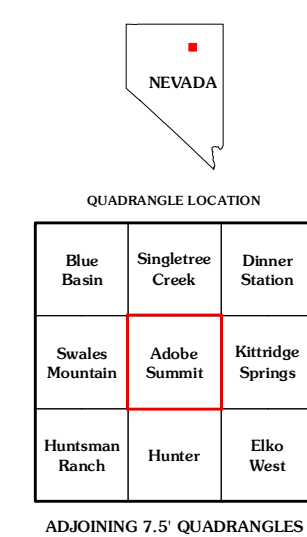 NEVADA
QUADRANGLE LOCATION
Blue
Basin
Singletree
Creek
Dinner
Station
Swales
Mountain
Adobe
Summit
Kittridge
Springs
Huntsman
Ranch
Hunter
Elko
West
ADJOINING 7.5' QUADRANGLES